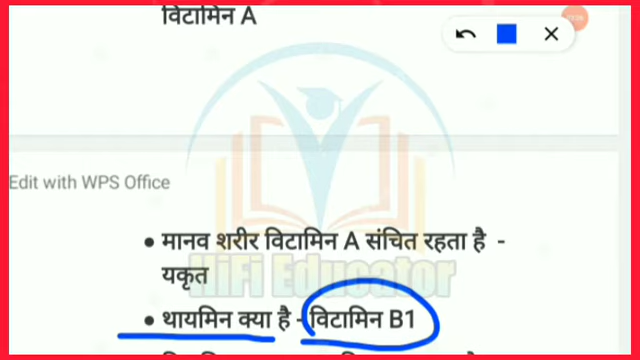 विटामिन A
Edit with WPS Office
• मानव शरीर विटामिन A संचित रहता है -
यकृत
HiFi Educator
• थायमिन क्या है - विटामिन B1